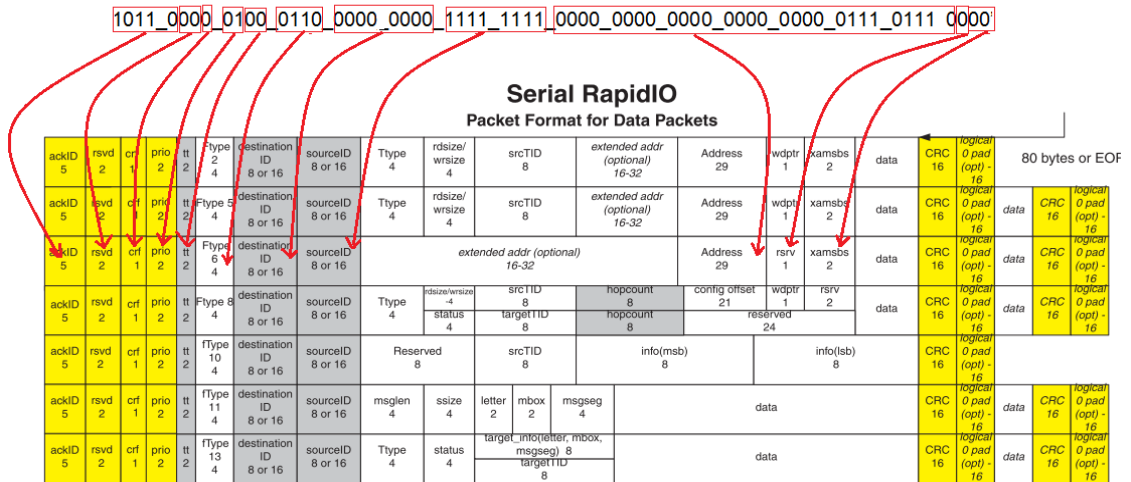 1011_0000_0100_0110_0000_0000_1111_1111_0000_0000_0000_0000_0000_0111_0111_0000'
Serial RapidIO
Packet Format for Data Packets
80 bytes or EOP
ackID 5 rsvd 2 crf 1 prio 2 tt 2 Ftype 2 4 destination ID 8 or 16 sourceID 8 or 16 Ttype 4 rdsize/ wrsize 4 srcTID 8 extended addr (optional) 16-32 Address 29 wdptr 1 xamsbs 2 data CRC 16 logical 0 pad (opt) - 16
ackID 5 rsvd 2 crf 1 prio 2 tt 2 Ftype 5 4 destination ID 8 or 16 sourceID 8 or 16 Ttype 4 rdsize/ wrsize 4 srcTID 8 extended addr (optional) 16-32 Address 29 wdptr 1 xamsbs 2 data CRC 16 logical 0 pad (opt) - 16 data CRC 16 logical 0 pad (opt) - 16
ackID 5 rsvd 2 crf 1 prio 2 tt 2 Ftype 6 4 destination ID 8 or 16 sourceID 8 or 16 extended addr (optional) 16-32 Address 29 rsrv 1 xamsbs 2 data CRC 16 logical 0 pad (opt) - 16 data CRC 16 logical 0 pad (opt) - 16
ackID 5 rsvd 2 crf 1 prio 2 tt 2 Ftype 8 4 destination ID 8 or 16 sourceID 8 or 16 Ttype 4 rdsize/wrsize -4 srcTID 8 hopcount 8 config offset 21 wdptr 1 rsrv 2 status 4 targetTID 8 hopcount 8 reserved 24 data CRC 16 logical 0 pad (opt) - 16 data CRC 16 logical 0 pad (opt) - 16
ackID 5 rsvd 2 crf 1 prio 2 tt 2 fType 10 4 destination ID 8 or 16 sourceID 8 or 16 Reserved 8 srcTID 8 info(msb) 8 info(lsb) 8 CRC 16 logical 0 pad (opt) - 16
ackID 5 rsvd 2 crf 1 prio 2 tt 2 fType 11 4 destination ID 8 or 16 sourceID 8 or 16 msglen 4 ssize 4 letter 2 mbox 2 msgseg 4 data CRC 16 logical 0 pad (opt) - 16 data CRC 16 logical 0 pad (opt) - 16
ackID 5 rsvd 2 crf 1 prio 2 tt 2 fType 13 4 destination ID 8 or 16 sourceID 8 or 16 Ttype 4 status 4 target_info(letter, mbox, msgseg) 8 targetTID 8 data CRC 16 logical 0 pad (opt) - 16 data CRC 16 logical 0 pad (opt) - 16